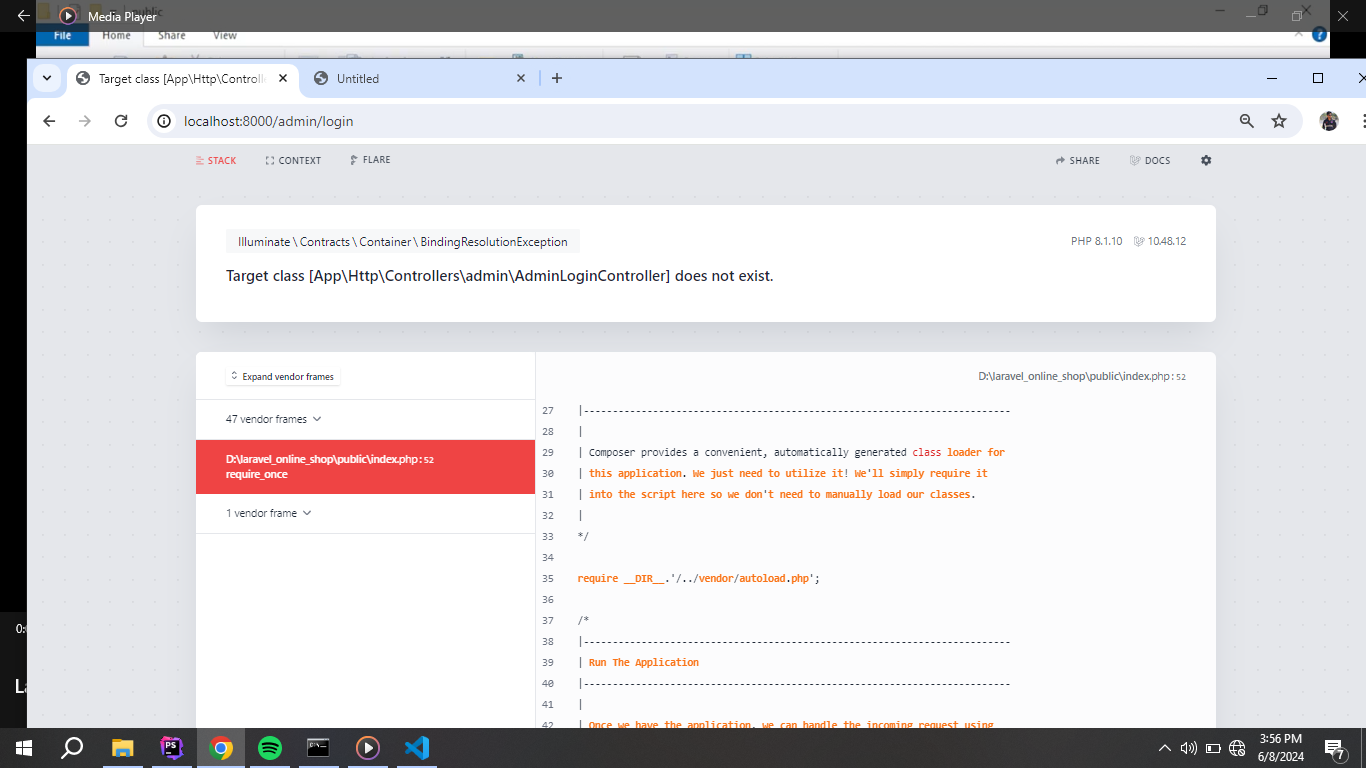 Media Player
public
File
Home
Share
View
Target class [App\Http\Controll
Untitled
localhost:8000/admin/login
STACK
CONTEXT
FLARE
SHARE
DOCS
Illuminate\Contracts\Container\BindingResolutionException
PHP 8.1.10
10.48.12
Target class [App\Http\Controllers\admin\AdminLoginController] does not exist.
Expand vendor frames
D:\laravel_online_shop\public\index.php:52
47 vendor frames
D:\laravel_online_shop\public\index.php:52
require_once
1 vendor frame
27 |--------------------------------------------------------------------------
28 |
29 | Composer provides a convenient, automatically generated class loader for
30 | this application. We just need to utilize it! We'll simply require it
31 | into the script here so we don't need to manually load our classes.
32 |
33 */
34
35 require __DIR__.'/../vendor/autoload.php';
36
37 /*
38 |--------------------------------------------------------------------------
39 | Run The Application
40 |--------------------------------------------------------------------------
41 |
42 | Once we have the application, we can handle the incoming request using
3:56 PM
6/8/2024
7